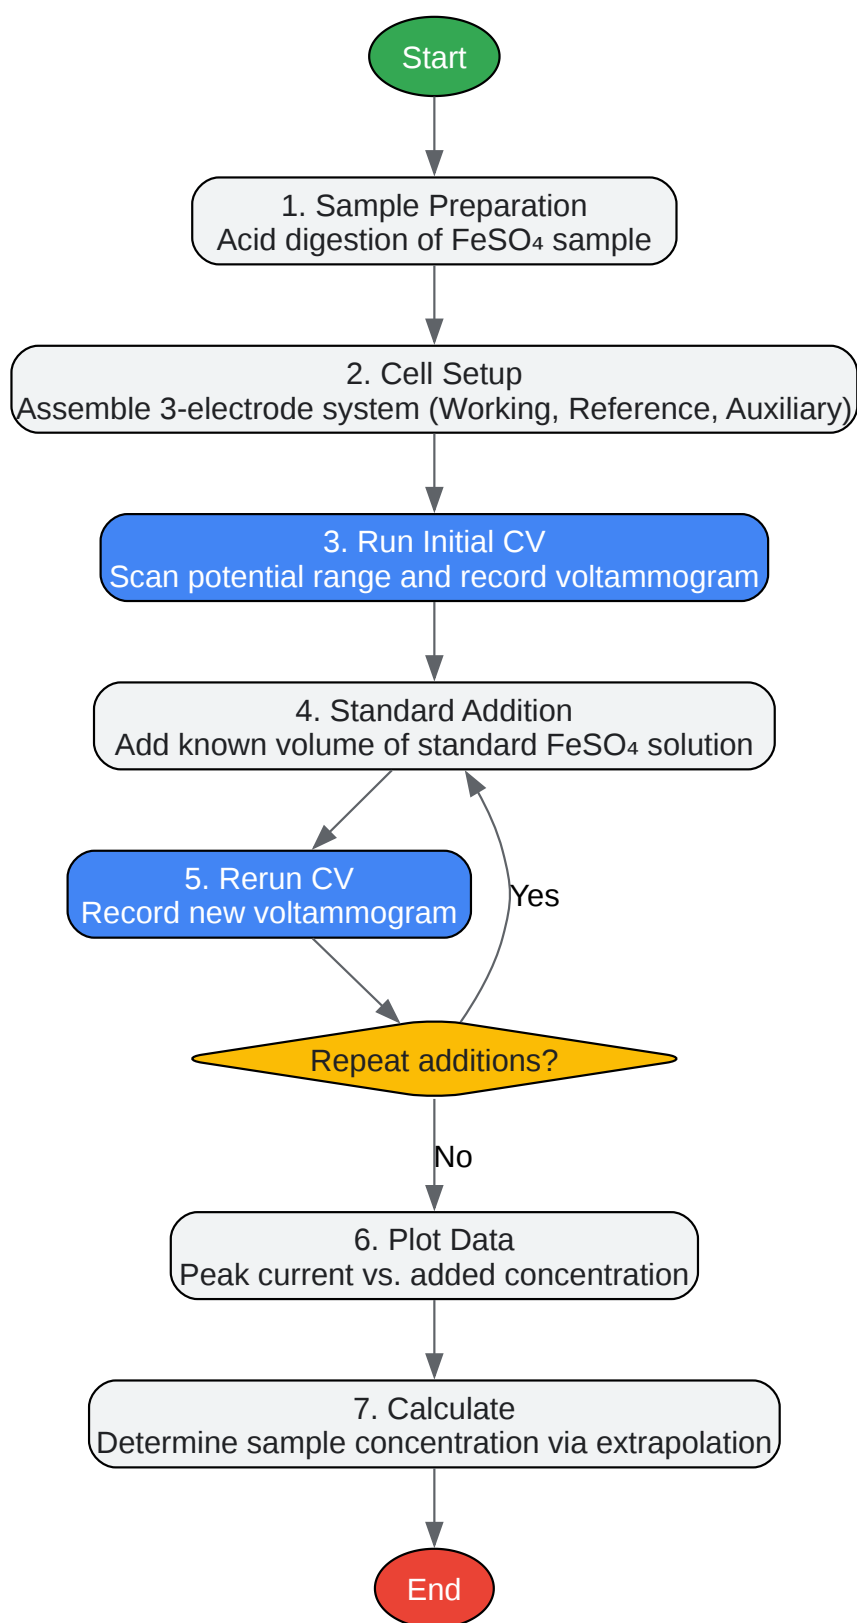 Start
1. Sample Preparation
Acid digestion of FeSO₄ sample
2. Cell Setup
Assemble 3-electrode system (Working, Reference, Auxiliary)
3. Run Initial CV
Scan potential range and record voltammogram
4. Standard Addition
Add known volume of standard FeSO₄ solution
5. Rerun CV
Record new voltammogram
Yes
Repeat additions?
No
6. Plot Data
Peak current vs. added concentration
7. Calculate
Determine sample concentration via extrapolation
End